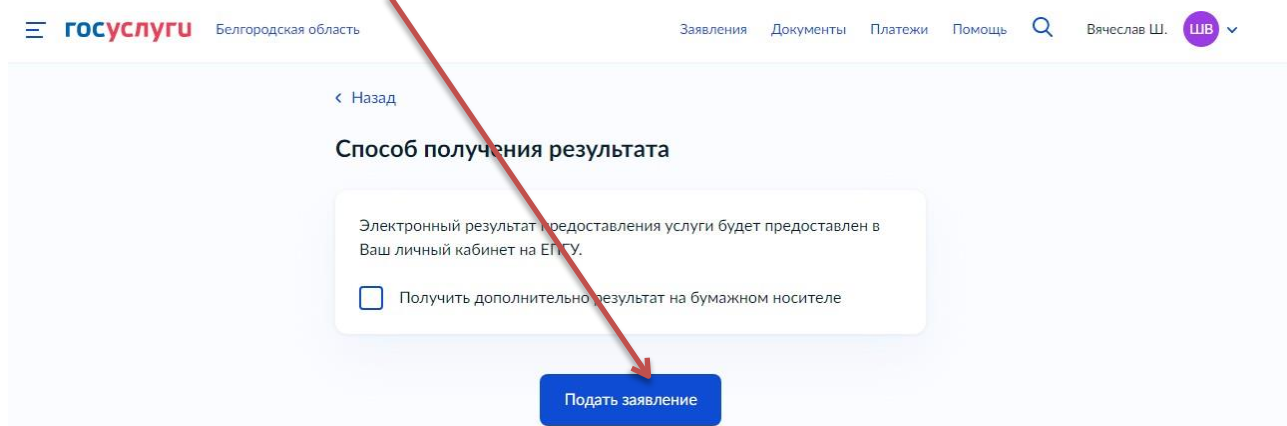 госуслуги Белгородская область Заявления Документы Платежи Помощь Вячеслав Ш. ШВ
Назад
Способ получения результата
Электронный результат предоставления услуги будет предоставлен в
Ваш личный кабинет на ЕПГУ.
Получить дополнительно результат на бумажном носителе
Подать заявление